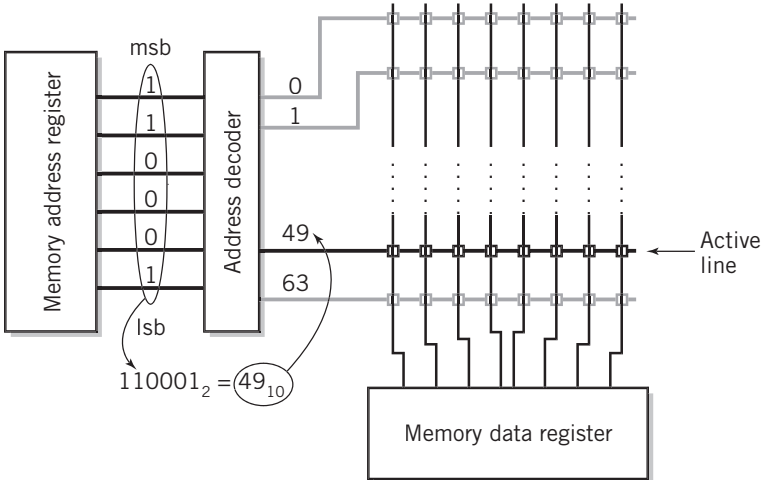 msb
1
1
0
0
0
1
lsb
Memory address register
Address decoder
0
1
49
63
Active
line
110001₂ = 49₁₀
Memory data register